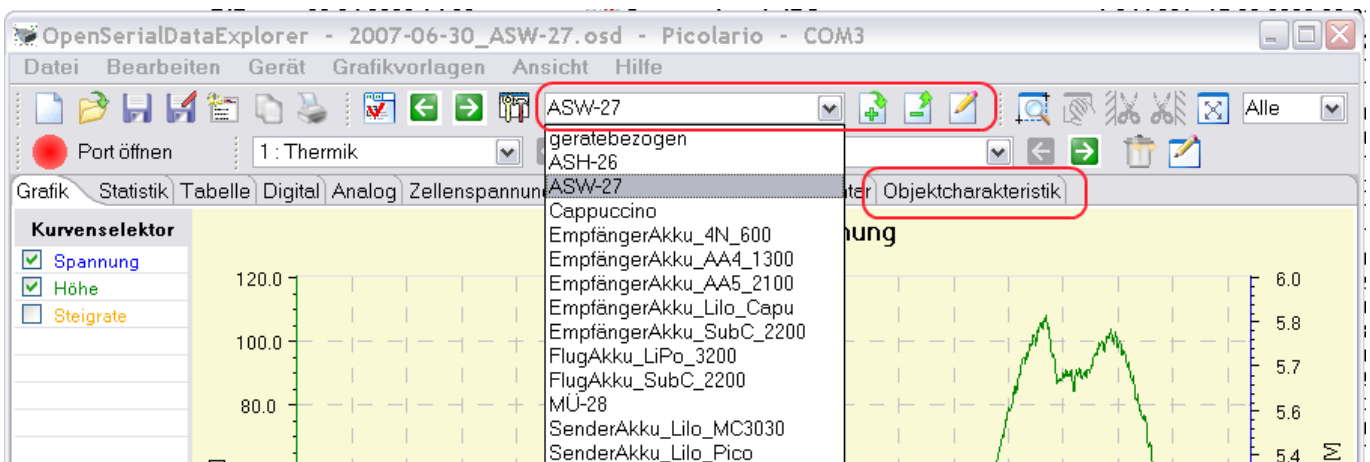 OpenSerialDataExplorer - 2007-06-30_ASW-27.osd - Picolario - COM3
Datei Bearbeiten Gerät Grafikvorlagen Ansicht Hilfe
ASW-27 Alle
Port öffnen 1 : Thermik
Grafik Statistik Tabelle Digital Analog Objektcharakteristik
gerätebezogen
ASH-26
ASW-27
Cappuccino
EmpfängerAkku_4N_600
EmpfängerAkku_AA4_1300
EmpfängerAkku_AA5_2100
EmpfängerAkku_Lilo_Capu
EmpfängerAkku_SubC_2200
FlugAkku_LiPo_3200
FlugAkku_SubC_2200
MÜ-28
SenderAkku_Lilo_MC3030
SenderAkku_Lilo_Pico
Kurvenselektor
Spannung
Höhe
Steigrate
120.0
100.0
80.0
6.0
5.8
5.7
5.6
5.4